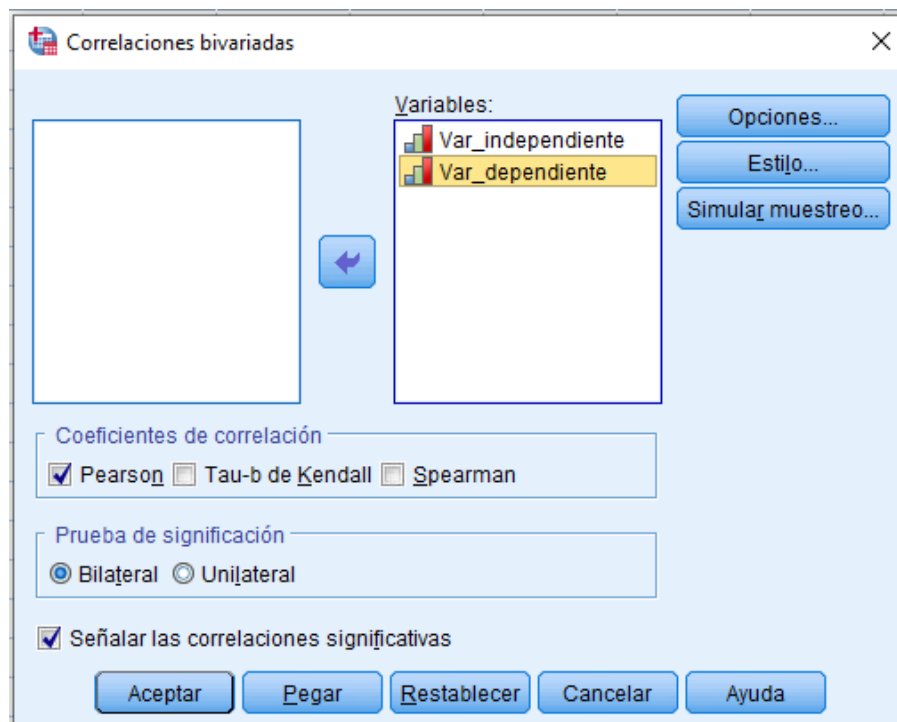 Correlaciones bivariadas
Variables:
Var_independiente
Var_dependiente
Opciones...
Estilo...
Simular muestreo...
Coeficientes de correlación
Pearson Tau-b de Kendall Spearman
Prueba de significación
Bilateral Unilateral
Señalar las correlaciones significativas
Aceptar Pegar Restablecer Cancelar Ayuda